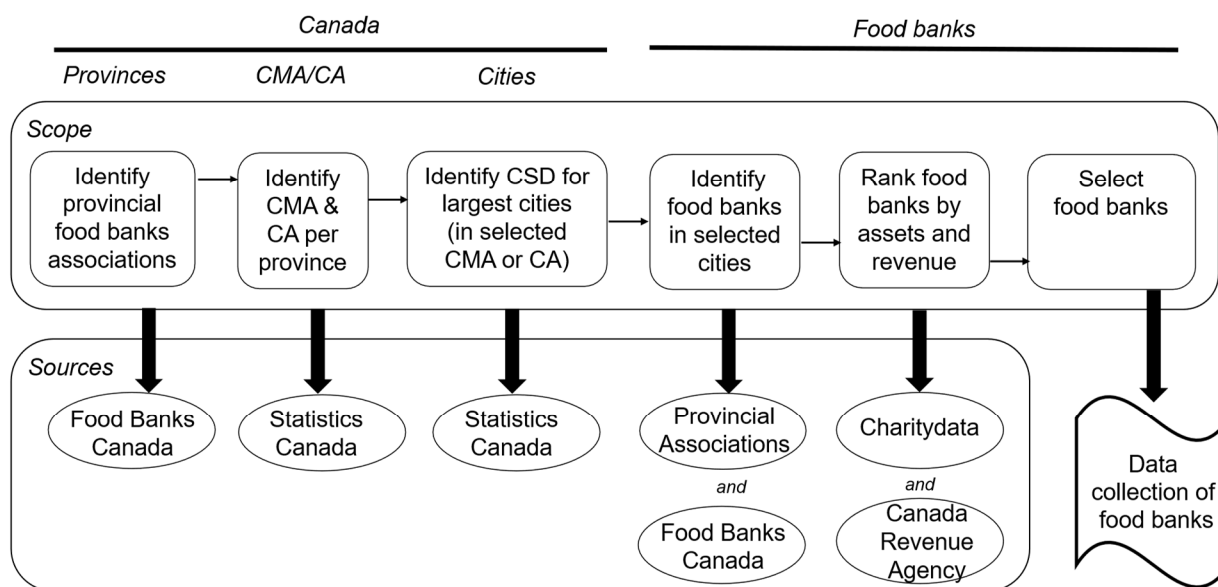 Canada
Food banks
Provinces
CMA/CA
Cities
Scope
Identify
provincial
food banks
associations
Identify
CMA &
CA per
province
Identify CSD for
largest cities
(in selected
CMA or CA)
Identify
food banks
in selected
cities
Rank food
banks by
assets and
revenue
Select
food banks
Sources
Food Banks
Canada
Statistics
Canada
Statistics
Canada
Provincial
Associations
and
Food Banks
Canada
Charitydata
and
Canada
Revenue
Agency
Data
collection of
food banks